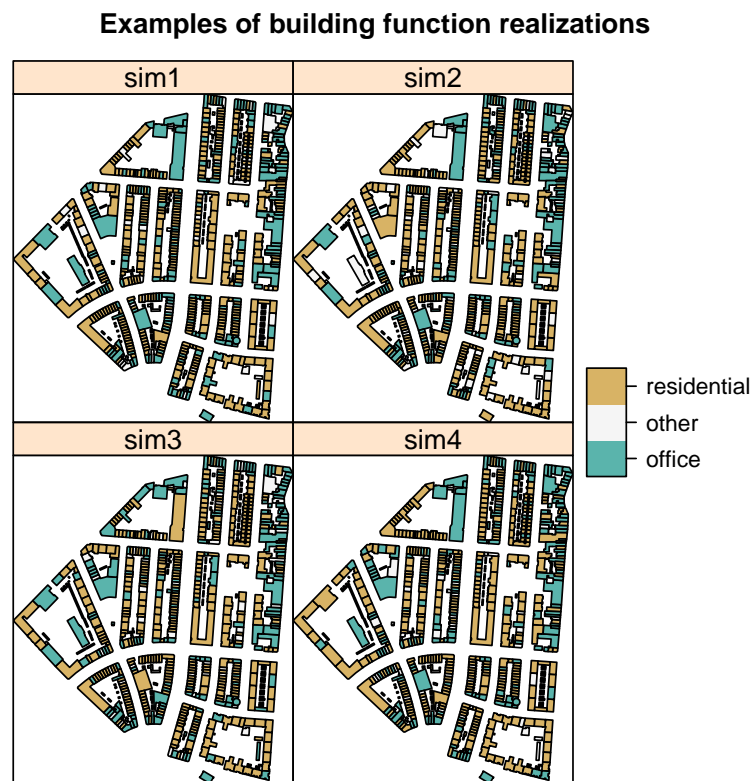 Examples of building function realizations
sim1
sim2
residential
other
office
sim3
sim4